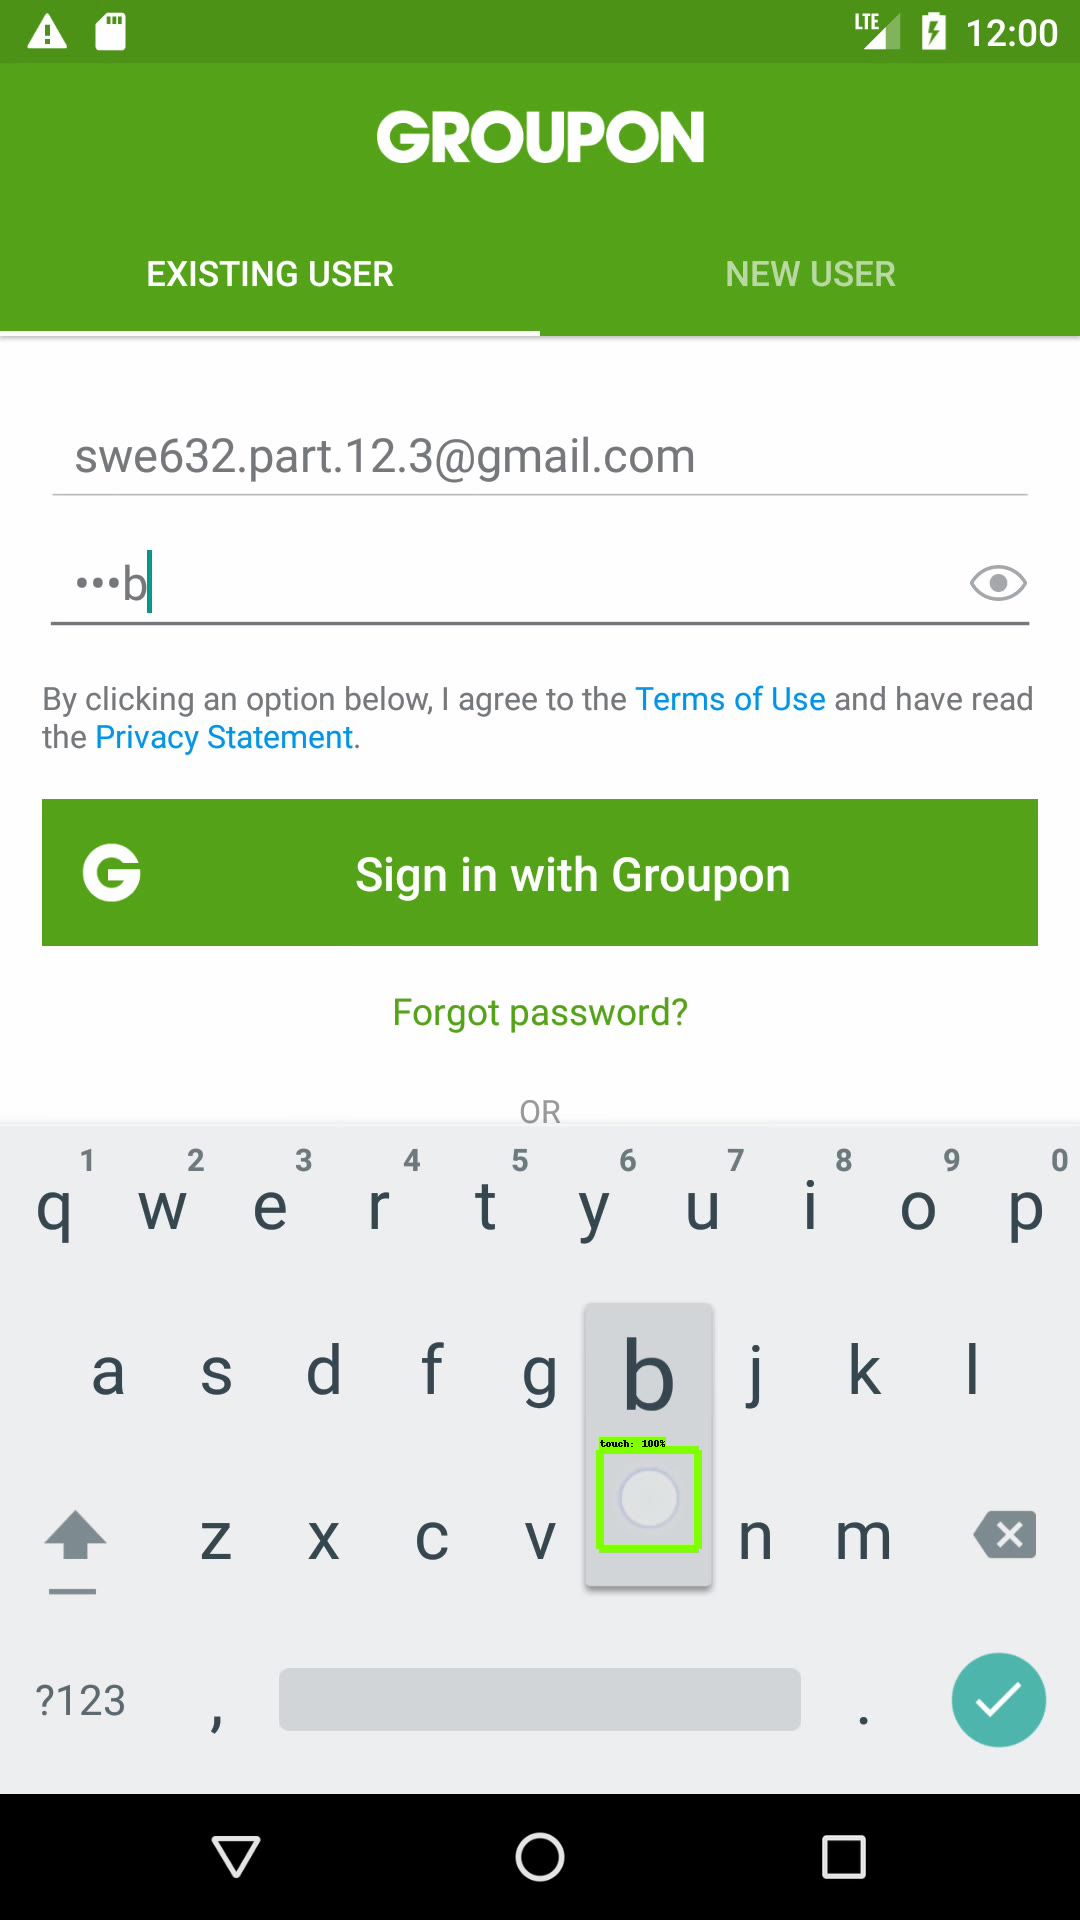 LTE 12:00
GROUPON
EXISTING USER NEW USER
swe632.part.12.3@gmail.com
•••b
By clicking an option below, I agree to the Terms of Use and have read
the Privacy Statement.
G Sign in with Groupon
Forgot password?
OR
1 2 3 4 5 6 7 8 9 0
q w e r t y u i o p
a s d f g b j k l
touch: 100%
z x c v n m
?123 , .